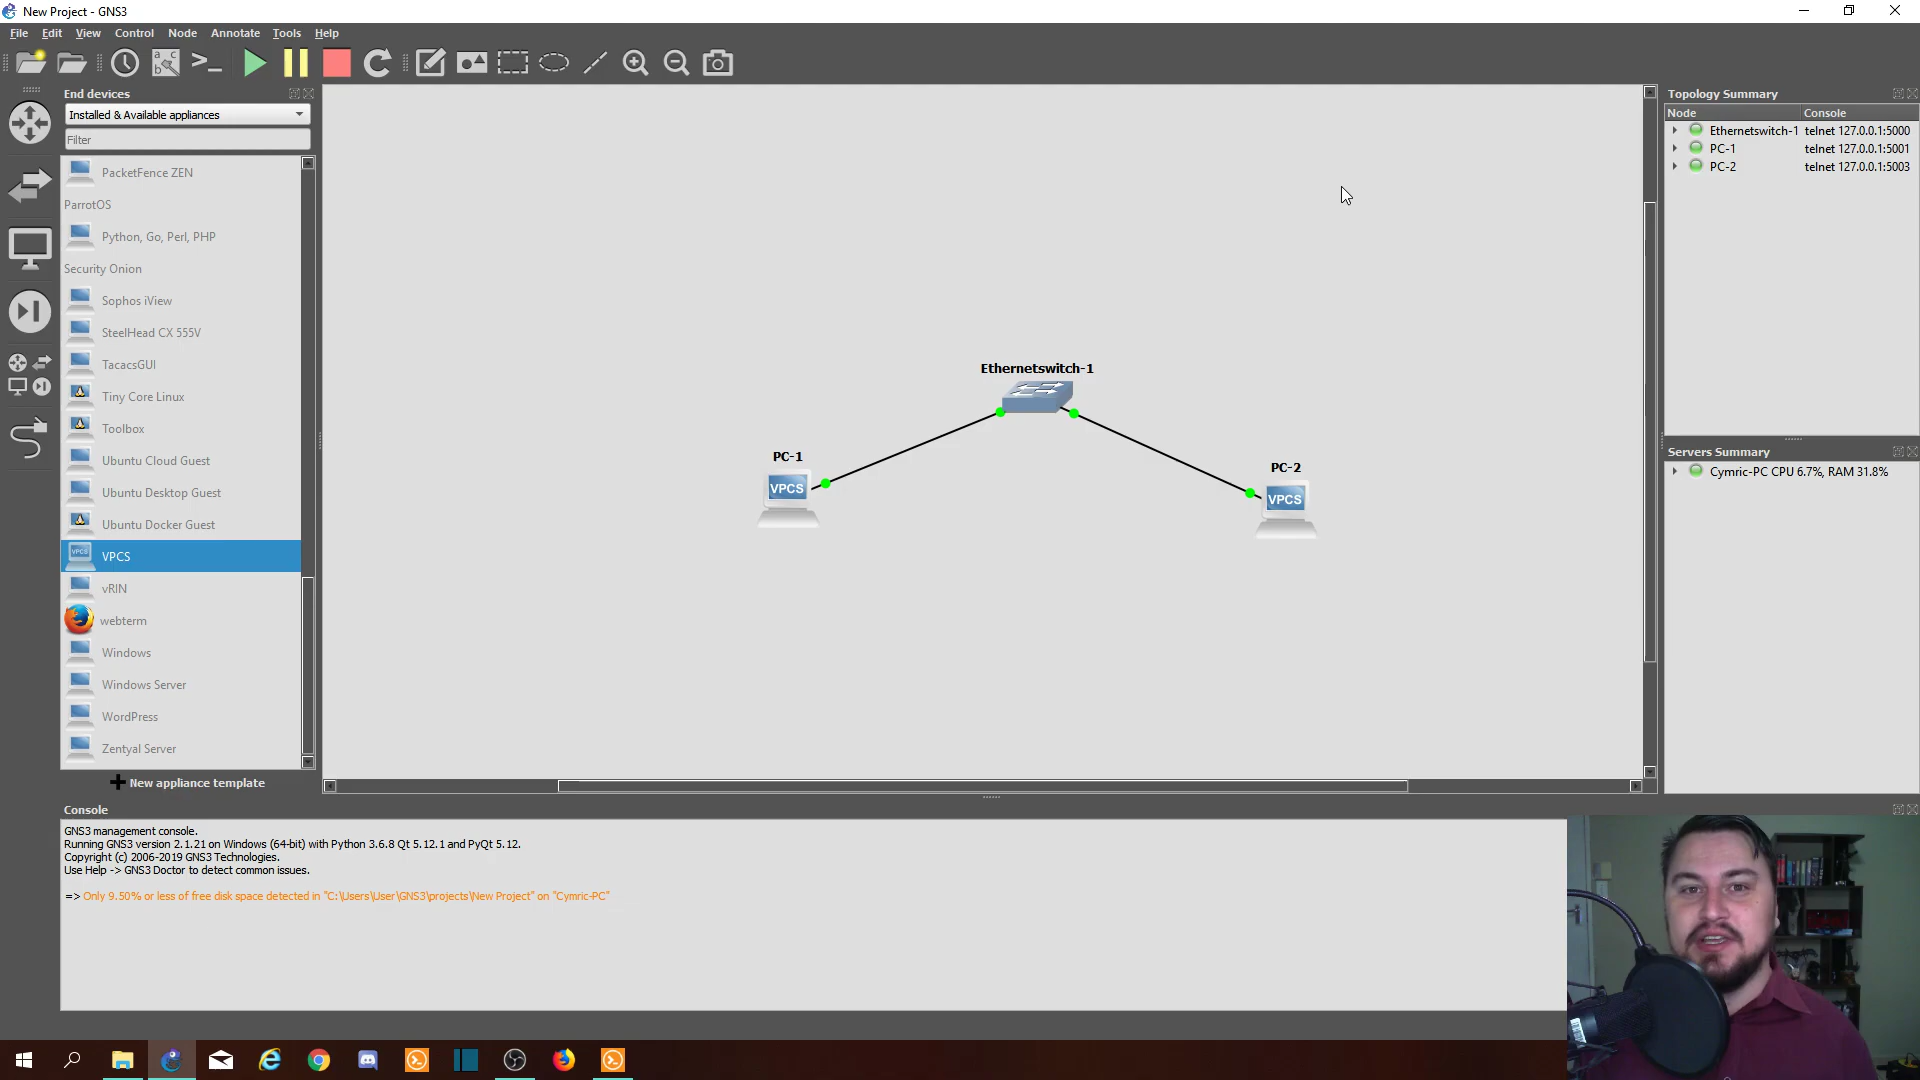 New Project - GNS3
File Edit View Control Node Annotate Tools Help
End devices
Installed & Available appliances
Filter
PacketFence ZEN
ParrotOS
Python, Go, Perl, PHP
Security Onion
Sophos iView
SteelHead CX 555V
TacacsGUI
Tiny Core Linux
Toolbox
Ubuntu Cloud Guest
Ubuntu Desktop Guest
Ubuntu Docker Guest
VPCS
VPCS
vRIN
webterm
Windows
Windows Server
WordPress
Zentyal Server
New appliance template
Ethernetswitch-1
PC-1
VPCS
PC-2
VPCS
Topology Summary
Node Console
Ethernetswitch-1 telnet 127.0.0.1:5000
PC-1 telnet 127.0.0.1:5001
PC-2 telnet 127.0.0.1:5003
Servers Summary
Cymric-PC CPU 6.7%, RAM 31.8%
Console
GNS3 management console.
Running GNS3 version 2.1.21 on Windows (64-bit) with Python 3.6.8 Qt 5.12.1 and PyQt 5.12.
Copyright (c) 2006-2019 GNS3 Technologies.
Use Help -> GNS3 Doctor to detect common issues.
=> Only 9.50% or less of free disk space detected in "C:\Users\User\GNS3\projects\New Project" on "Cymric-PC"